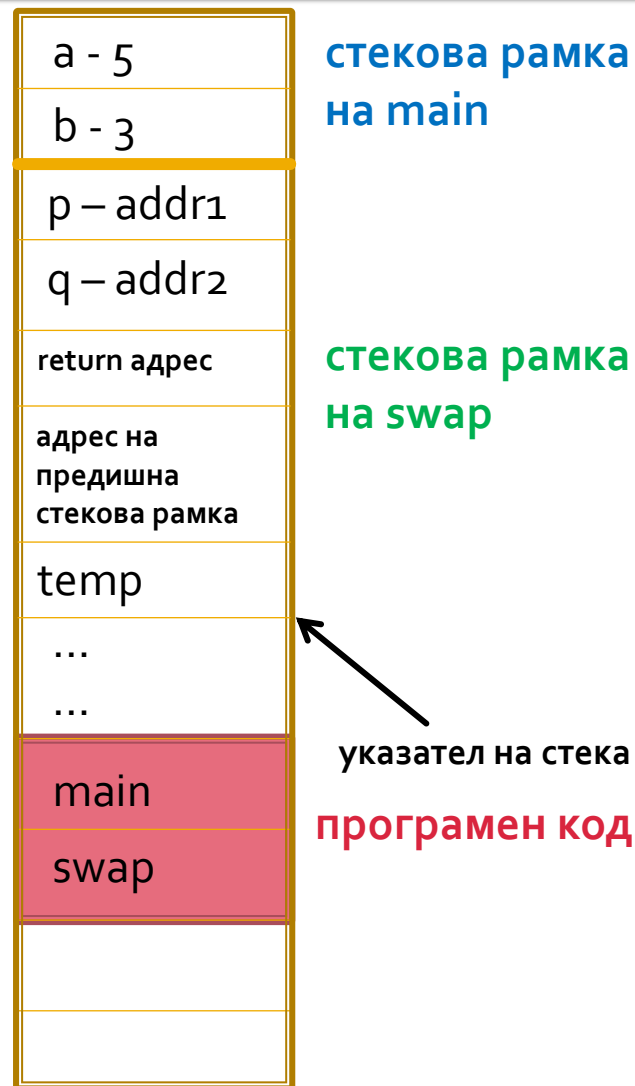 a - 5
стекова рамка
на main
b - 3
p – addr1
q – addr2
return адрес
стекова рамка
на swap
адрес на
предишна
стекова рамка
temp
...
...
указател на стека
main
програмен код
swap